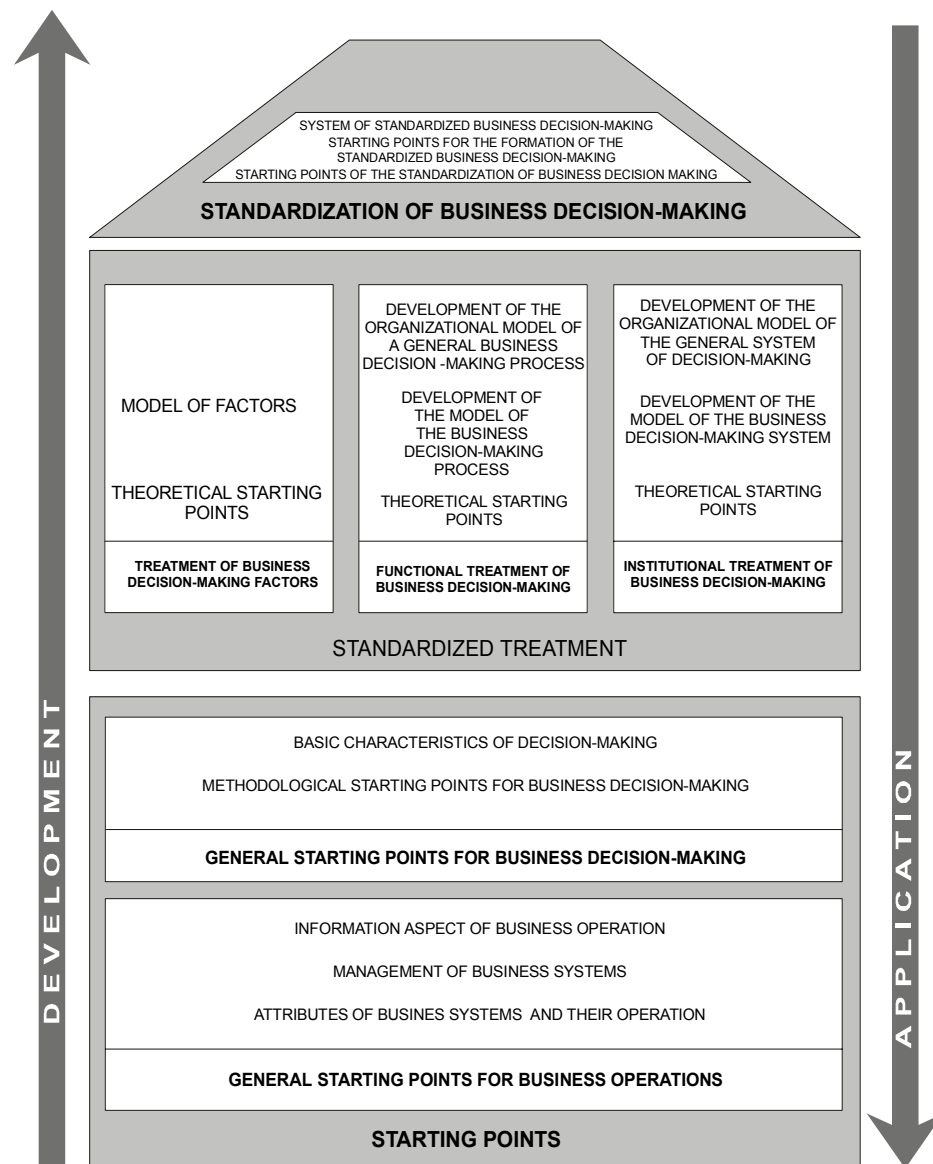 SYSTEM OF STANDARDIZED BUSINESS DECISION-MAKING
STARTING POINTS FOR THE FORMATION OF THE
STANDARDIZED BUSINESS DECISION-MAKING
STARTING POINTS OF THE STANDARDIZATION OF BUSINESS DECISION MAKING
STANDARDIZATION OF BUSINESS DECISION-MAKING
MODEL OF FACTORS
THEORETICAL STARTING
POINTS
TREATMENT OF BUSINESS
DECISION-MAKING FACTORS
DEVELOPMENT OF THE
ORGANIZATIONAL MODEL OF
A GENERAL BUSINESS
DECISION -MAKING PROCESS
DEVELOPMENT OF
THE MODEL OF
THE BUSINESS
DECISION-MAKING
PROCESS
THEORETICAL STARTING
POINTS
FUNCTIONAL TREATMENT OF
BUSINESS DECISION-MAKING
DEVELOPMENT OF THE
ORGANIZATIONAL MODEL OF
THE GENERAL SYSTEM
OF DECISION-MAKING
DEVELOPMENT OF THE
MODEL OF THE BUSINESS
DECISION-MAKING SYSTEM
THEORETICAL STARTING
POINTS
INSTITUTIONAL TREATMENT OF
BUSINESS DECISION-MAKING
STANDARDIZED TREATMENT
BASIC CHARACTERISTICS OF DECISION-MAKING
METHODOLOGICAL STARTING POINTS FOR BUSINESS DECISION-MAKING
GENERAL STARTING POINTS FOR BUSINESS DECISION-MAKING
INFORMATION ASPECT OF BUSINESS OPERATION
MANAGEMENT OF BUSINESS SYSTEMS
ATTRIBUTES OF BUSINES SYSTEMS AND THEIR OPERATION
GENERAL STARTING POINTS FOR BUSINESS OPERATIONS
STARTING POINTS
DEVELOPMENT
APPLICATION